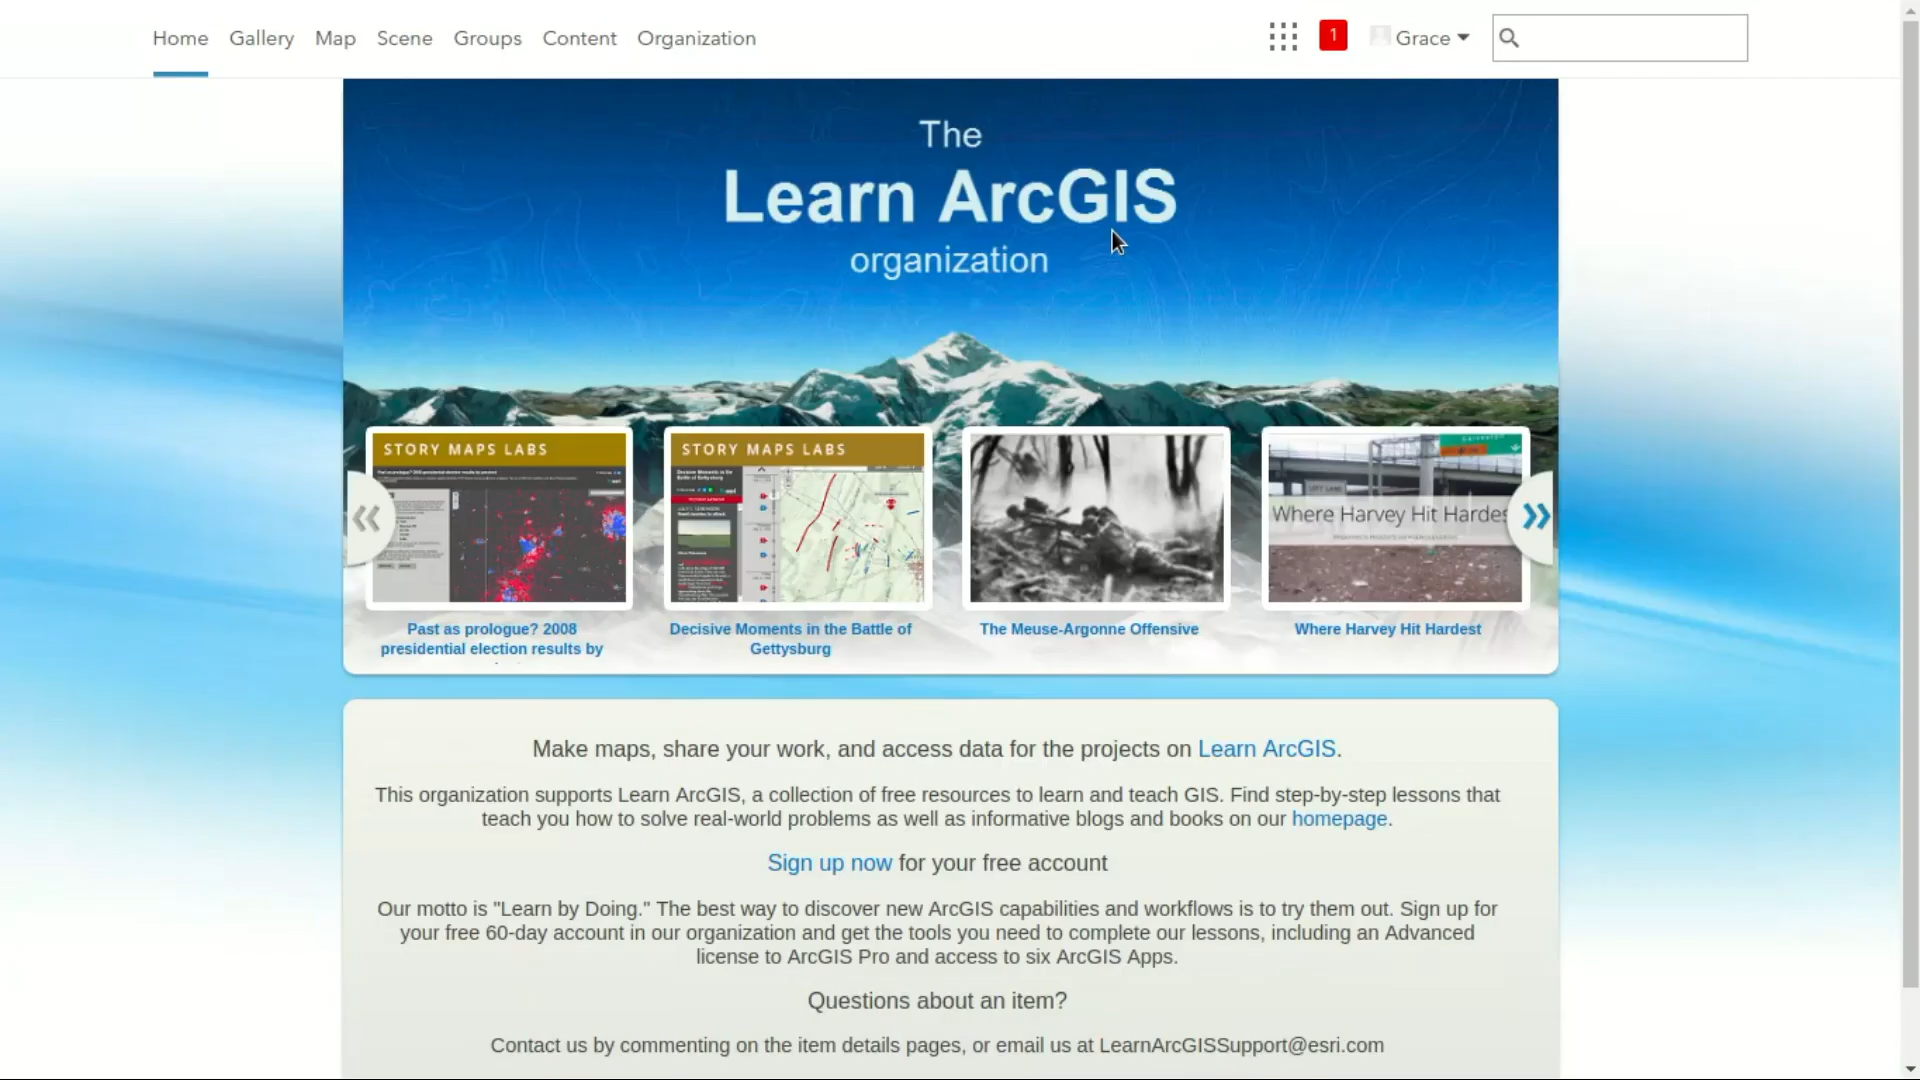 Home Gallery Map Scene Groups Content Organization
1
Grace
The
Learn ArcGIS
organization
STORY MAPS LABS
STORY MAPS LABS
Where Harvey Hit Hardes
Past as prologue? 2008
presidential election results by
Decisive Moments in the Battle of
Gettysburg
The Meuse-Argonne Offensive
Where Harvey Hit Hardest
Make maps, share your work, and access data for the projects on Learn ArcGIS.
This organization supports Learn ArcGIS, a collection of free resources to learn and teach GIS. Find step-by-step lessons that
teach you how to solve real-world problems as well as informative blogs and books on our homepage.
Sign up now for your free account
Our motto is "Learn by Doing." The best way to discover new ArcGIS capabilities and workflows is to try them out. Sign up for
your free 60-day account in our organization and get the tools you need to complete our lessons, including an Advanced
license to ArcGIS Pro and access to six ArcGIS Apps.
Questions about an item?
Contact us by commenting on the item details pages, or email us at LearnArcGISSupport@esri.com